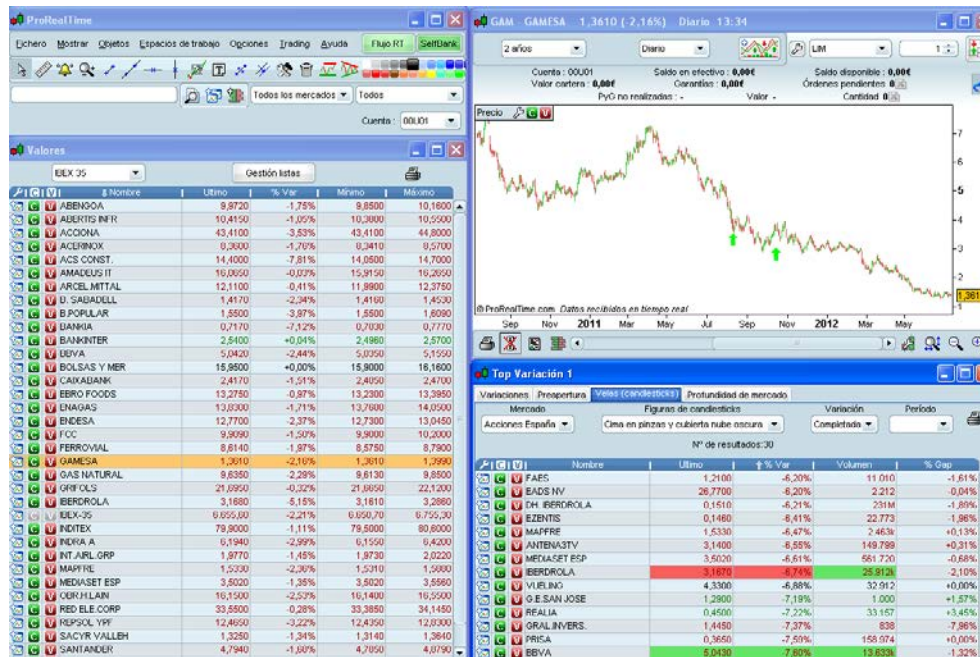 ProRealTime
Fichero Mostrar Objetos Espacios de trabajo Opciones Trading Ayuda Flujo RT SelfBank
Todos los mercados Todos
Cuenta : 00U01
Valores
IBEX 35 Gestión listas
C V Nombre Ultimo % Var Mínimo Máximo
C V ABENGOA 9,9720 -1,75% 9,8500 10,1600
C V ABERTIS INFR 10,4150 -1,05% 10,3000 10,5500
C V ACCIONA 43,4100 -3,53% 43,4100 44,8000
C V ACERINOX 8,3600 -1,76% 8,3410 8,5700
C V ACS CONST. 14,4000 -7,81% 14,0500 14,7000
C V AMADEUS IT 16,0650 -0,03% 15,9150 16,2650
C V ARCEL.MITTAL 12,1100 -0,41% 11,9900 12,3750
C V B. SABADELL 1,4170 -2,34% 1,4160 1,4530
C V B.POPULAR 1,5500 -3,97% 1,5500 1,6090
C V BANKIA 0,7170 -7,12% 0,7030 0,7770
C V BANKINTER 2,5400 +0,04% 2,4960 2,5700
C V BBVA 5,0420 -2,44% 5,0350 5,1550
C V BOLSAS Y MER 15,9500 +0,00% 15,9000 16,1600
C V CAIXABANK 2,4170 -1,51% 2,4050 2,4700
C V EBRO FOODS 13,2750 -0,97% 13,2300 13,3950
C V ENAGAS 13,8300 -1,71% 13,7600 14,0500
C V ENDESA 12,7700 -2,37% 12,7300 13,0450
C V FCC 9,9090 -1,50% 9,9000 10,2000
C V FERROVIAL 8,6140 -1,97% 8,5750 8,7900
C V GAMESA 1,3610 -2,16% 1,3610 1,3990
C V GAS NATURAL 9,6350 -2,29% 9,6130 9,8500
C V GRIFOLS 21,6950 -0,32% 21,6650 22,1200
C V IBERDROLA 3,1680 -5,15% 3,1610 3,2860
C V IBEX-35 6.655,60 -2,21% 6.650,70 6.755,30
C V INDITEX 79,9000 -1,11% 79,5000 80,6000
C V INDRA A 6,1940 -2,99% 6,1550 6,4200
C V INT.AIRL.GRP 1,9770 -1,45% 1,9730 2,0220
C V MAPFRE 1,5330 -2,36% 1,5310 1,5800
C V MEDIASET ESP 3,5020 -1,35% 3,5020 3,5560
C V OBR.H.LAIN 16,1500 -2,53% 16,1400 16,5500
C V RED ELE.CORP 33,5500 -0,28% 33,3850 34,1450
C V REPSOL YPF 12,4650 -3,22% 12,4350 12,8300
C V SACYR VALLEH 1,3250 -1,34% 1,3140 1,3640
C V SANTANDER 4,7940 -1,60% 4,7050
GAM - GAMESA 1,3610 (-2,16%) Diario 13:34
2 años Diario LIM 1
Cuenta : 00U01 Saldo en efectivo : 0,00€ Saldo disponible : 0,00€
Valor cartera : 0,00€ Garantías : 0,00€ Órdenes pendientes 0
PyG no realizadas : - Valor - Cantidad 0
Precio C V
7
6
5
4
3
2
1,361
1
© ProRealTime.com Datos recibidos en tiempo real
Sep Nov 2011 Mar May Jul Sep Nov 2012 Mar May
Top Variación 1
Variaciones Preapertura Velas (candlesticks) Profundidad de mercado
Mercado Figuras de candlesticks Variación Período
Acciones España Cima en pinzas y cubierta nube oscura Completada
Nº de resultados:30
C V Nombre Ultimo % Var Volumen % Gap
C V FAES 1,2100 -6,20% 11.010 -1,61%
C V EADS NV 26,7700 -6,20% 2.212 -0,04%
C V DH. IBERDROLA 0,1510 -6,21% 231M -1,89%
C V EZENTIS 0,1460 -6,41% 22.773 -1,96%
C V MAPFRE 1,5330 -6,47% 2.463k +0,13%
C V ANTENA3TV 3,1400 -6,55% 149.799 +0,31%
C V MEDIASET ESP 3,5020 -6,61% 561.720 -0,68%
C V IBERDROLA 3,1670 -6,74% 25.912k -2,10%
C V VUELING 4,3300 -6,88% 32.912 +0,00%
C V G.E.SAN JOSE 1,2900 -7,19% 1.000 +1,57%
C V REALIA 0,4500 -7,22% 33.157 +3,45%
C V GRAL.INVERS. 1,4450 -7,37% 838 -7,96%
C V PRISA 0,3650 -7,59% 158.974 +0,00%
C V BBVA 5,0430 -7,60% 13.633k -1,32%